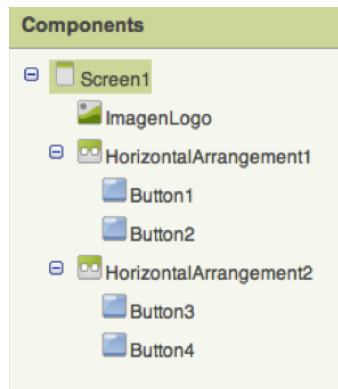 Components
Screen1
ImagenLogo
HorizontalArrangement1
Button1
Button2
HorizontalArrangement2
Button3
Button4